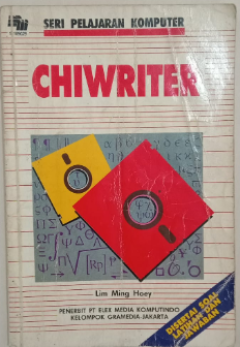 SERI PELAJARAN KOMPUTER
CHIWRITER
Lim Ming Hoey
PENERBIT PT ELEX MEDIA KOMPUTINDO
KELOMPOK GRAMEDIA-JAKARTA
DISERTAI SOAL
LATIHAN DAN
JAWABAN